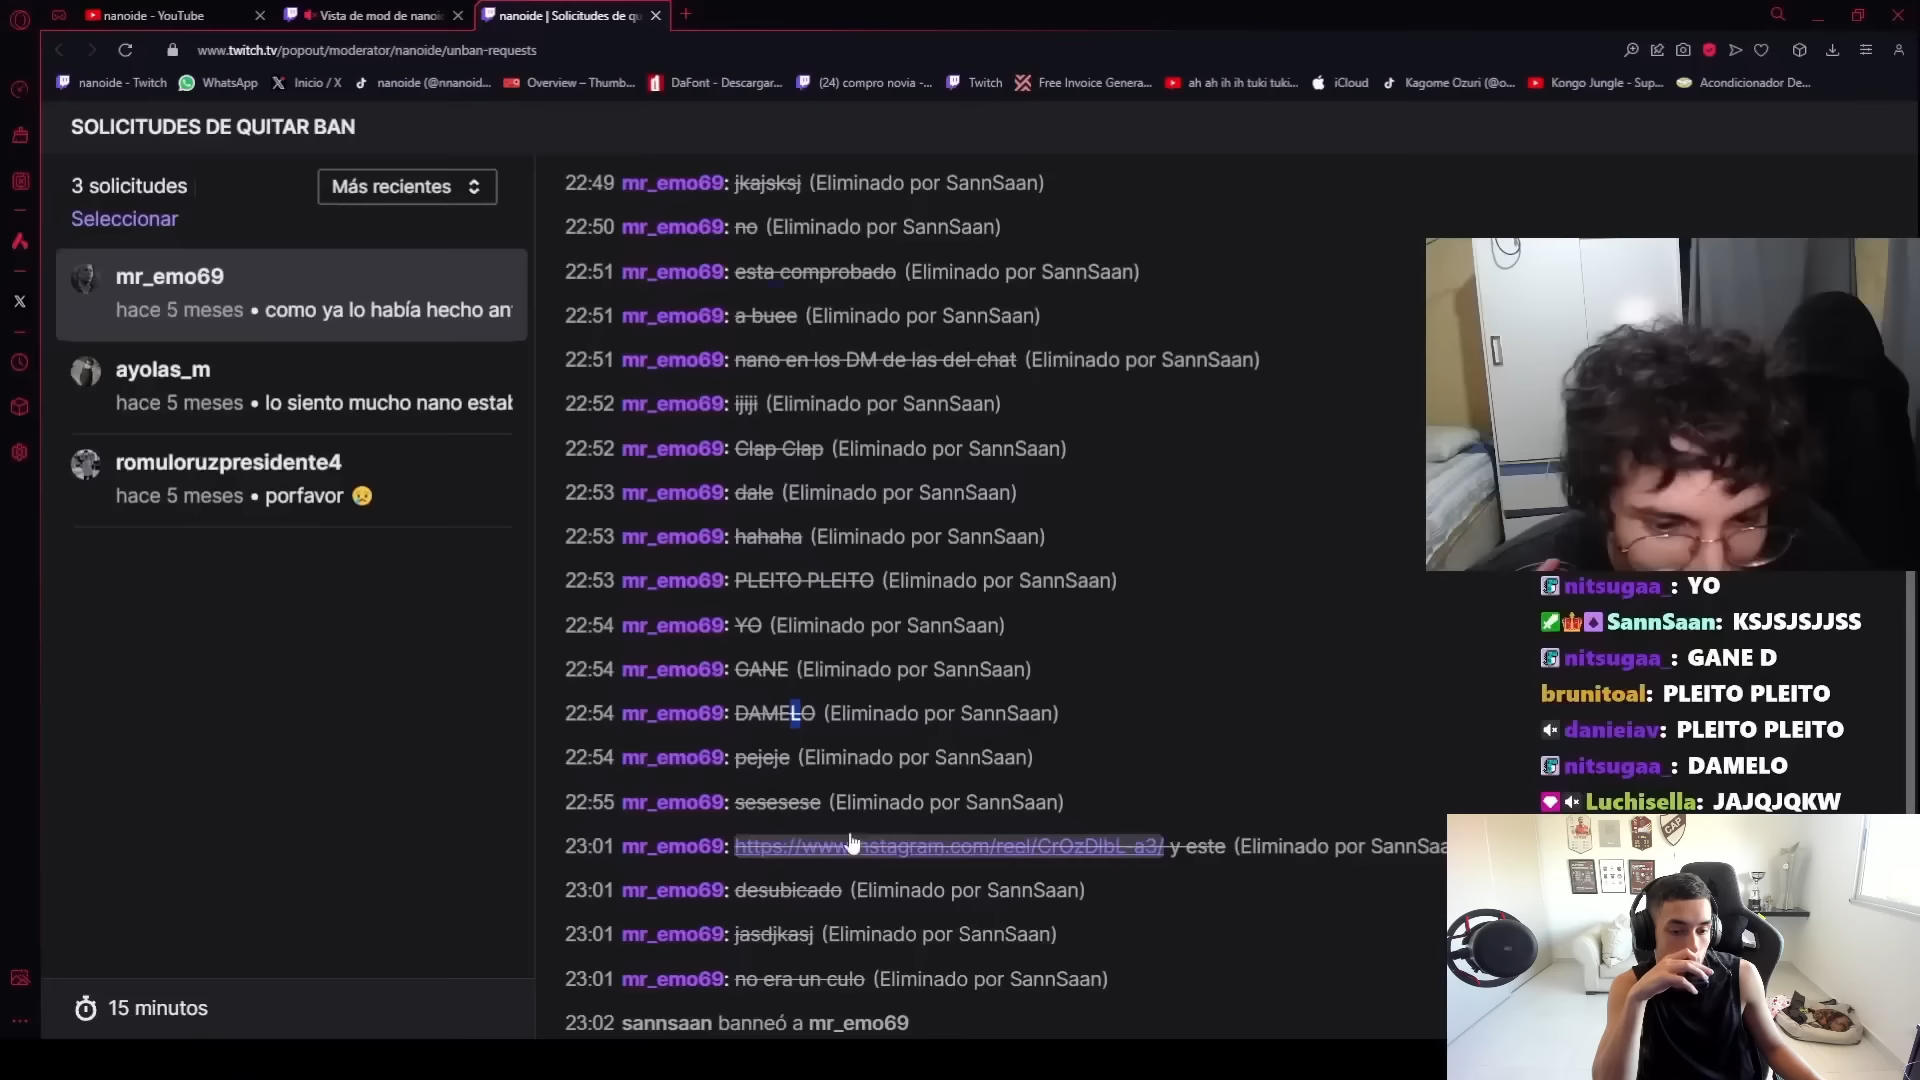 nanoide - YouTube
Vista de mod de nanoi
nanoide | Solicitudes de qu
www.twitch.tv/popout/moderator/nanoide/unban-requests
nanoide - Twitch
WhatsApp
Inicio / X
nanoide (@nnanoid...
Overview – Thumb...
DaFont - Descargar...
(24) compro novia -...
Twitch
Free Invoice Genera...
ah ah ih ih tuki tuki...
iCloud
Kagome Ozuri (@o...
Kongo Jungle - Sup...
Acondicionador De...
SOLICITUDES DE QUITAR BAN
3 solicitudes
Más recientes
Seleccionar
mr_emo69
hace 5 meses • como ya lo había hecho an
ayolas_m
hace 5 meses • lo siento mucho nano estab
romuloruzpresidente4
hace 5 meses • porfavor 😥
15 minutos
22:49 mr_emo69: jkajsksj (Eliminado por SannSaan)
22:50 mr_emo69: no (Eliminado por SannSaan)
22:51 mr_emo69: esta comprobado (Eliminado por SannSaan)
22:51 mr_emo69: a buee (Eliminado por SannSaan)
22:51 mr_emo69: nano en los DM de las del chat (Eliminado por SannSaan)
22:52 mr_emo69: ijiji (Eliminado por SannSaan)
22:52 mr_emo69: Clap Clap (Eliminado por SannSaan)
22:53 mr_emo69: dale (Eliminado por SannSaan)
22:53 mr_emo69: hahaha (Eliminado por SannSaan)
22:53 mr_emo69: PLEITO PLEITO (Eliminado por SannSaan)
22:54 mr_emo69: YO (Eliminado por SannSaan)
22:54 mr_emo69: GANE (Eliminado por SannSaan)
22:54 mr_emo69: DAMELO (Eliminado por SannSaan)
22:54 mr_emo69: pejeje (Eliminado por SannSaan)
22:55 mr_emo69: sesesese (Eliminado por SannSaan)
23:01 mr_emo69: y este (Eliminado por SannSaa
23:01 mr_emo69: desubicado (Eliminado por SannSaan)
23:01 mr_emo69: jasdjkasj (Eliminado por SannSaan)
23:01 mr_emo69: no era un culo (Eliminado por SannSaan)
23:02 sannsaan baneó a mr_emo69
nitsugaa_: YO
SannSaan: KSJSJSJJSS
nitsugaa_: GANE D
brunitoal: PLEITO PLEITO
danieiav: PLEITO PLEITO
nitsugaa_: DAMELO
Luchisella: JAJQJQKW
CAP